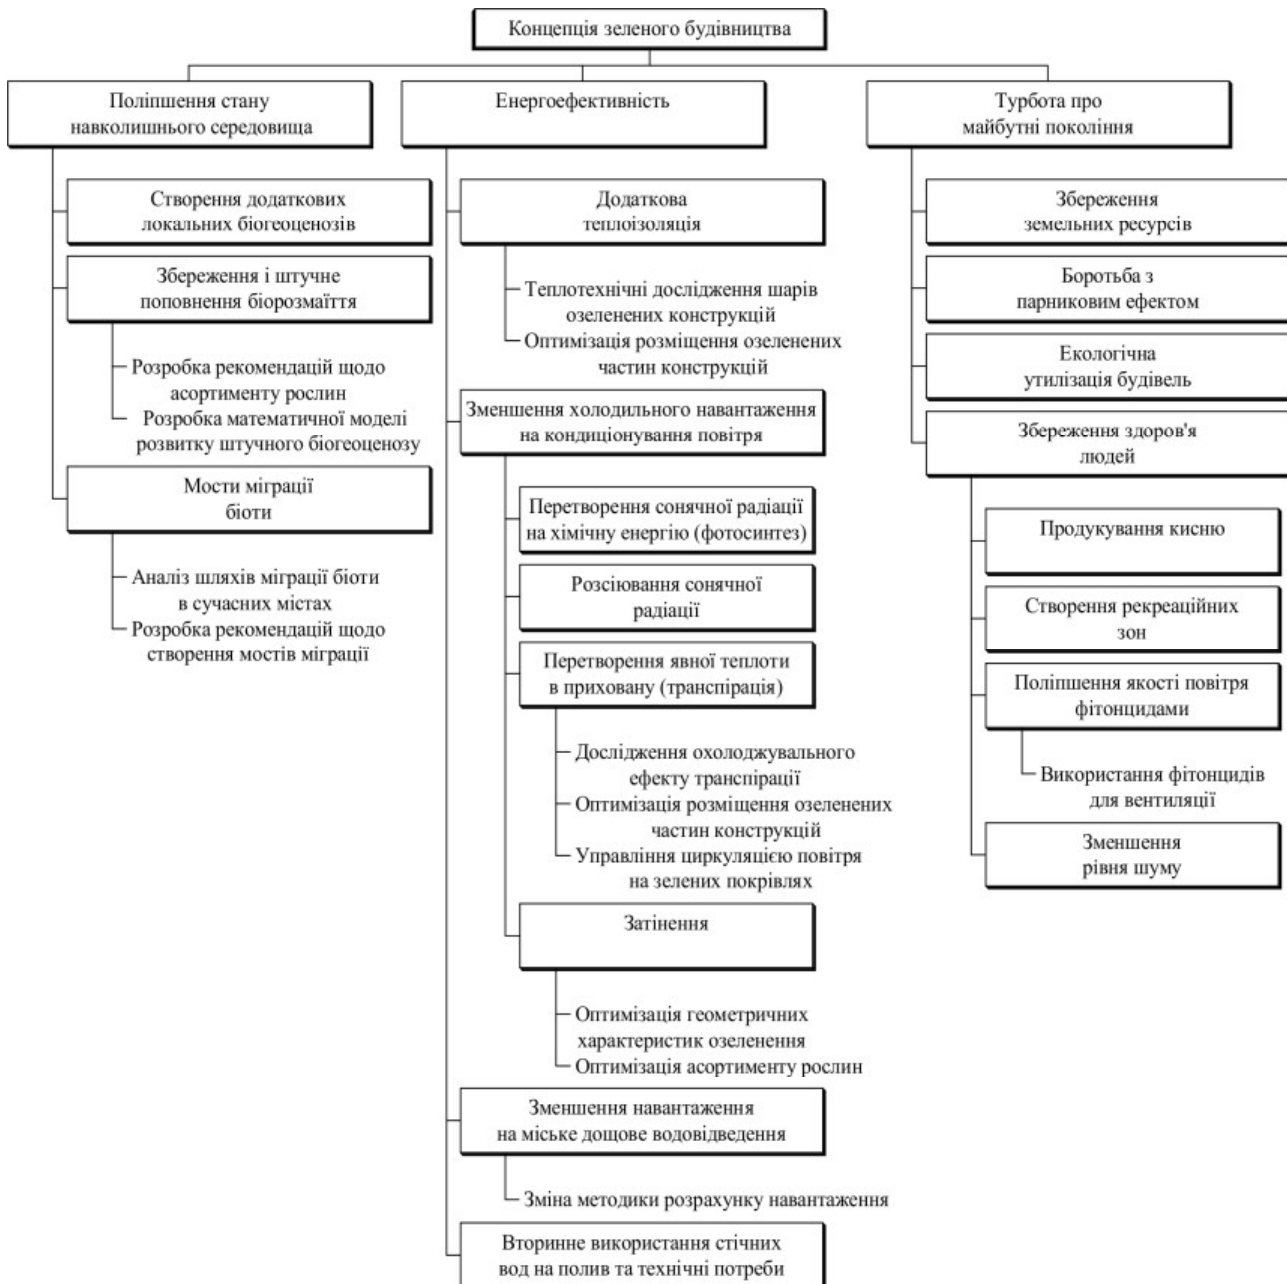 Концепція зеленого будівництва
Поліпшення стану
навколишнього середовища
Створення додаткових
локальних біогеоценозів
Збереження і штучне
поповнення біорозмаїття
Розробка рекомендацій щодо
асортименту рослин
Розробка математичної моделі
розвитку штучного біогеоценозу
Мости міграції
біоти
Аналіз шляхів міграції біоти
в сучасних містах
Розробка рекомендацій щодо
створення мостів міграції
Енергоефективність
Додаткова
теплоізоляція
Теплотехнічні дослідження шарів
озеленених конструкцій
Оптимізація розміщення озеленених
частин конструкцій
Зменшення холодильного навантаження
на кондиціонування повітря
Перетворення сонячної радіації
на хімічну енергію (фотосинтез)
Розсіювання сонячної
радіації
Перетворення явної теплоти
в приховану (транспірація)
Дослідження охолоджувального
ефекту транспірації
Оптимізація розміщення озеленених
частин конструкцій
Управління циркуляцією повітря
на зелених покрівлях
Затінення
Оптимізація геометричних
характеристик озеленення
Оптимізація асортименту рослин
Зменшення навантаження
на міське дощове водовідведення
Зміна методики розрахунку навантаження
Вторинне використання стічних
вод на полив та технічні потреби
Турбота про
майбутні покоління
Збереження
земельних ресурсів
Боротьба з
парниковим ефектом
Екологічна
утилізація будівель
Збереження здоров'я
людей
Продукування кисню
Створення рекреаційних
зон
Поліпшення якості повітря
фітонцидами
Використання фітонцидів
для вентиляції
Зменшення
рівня шуму